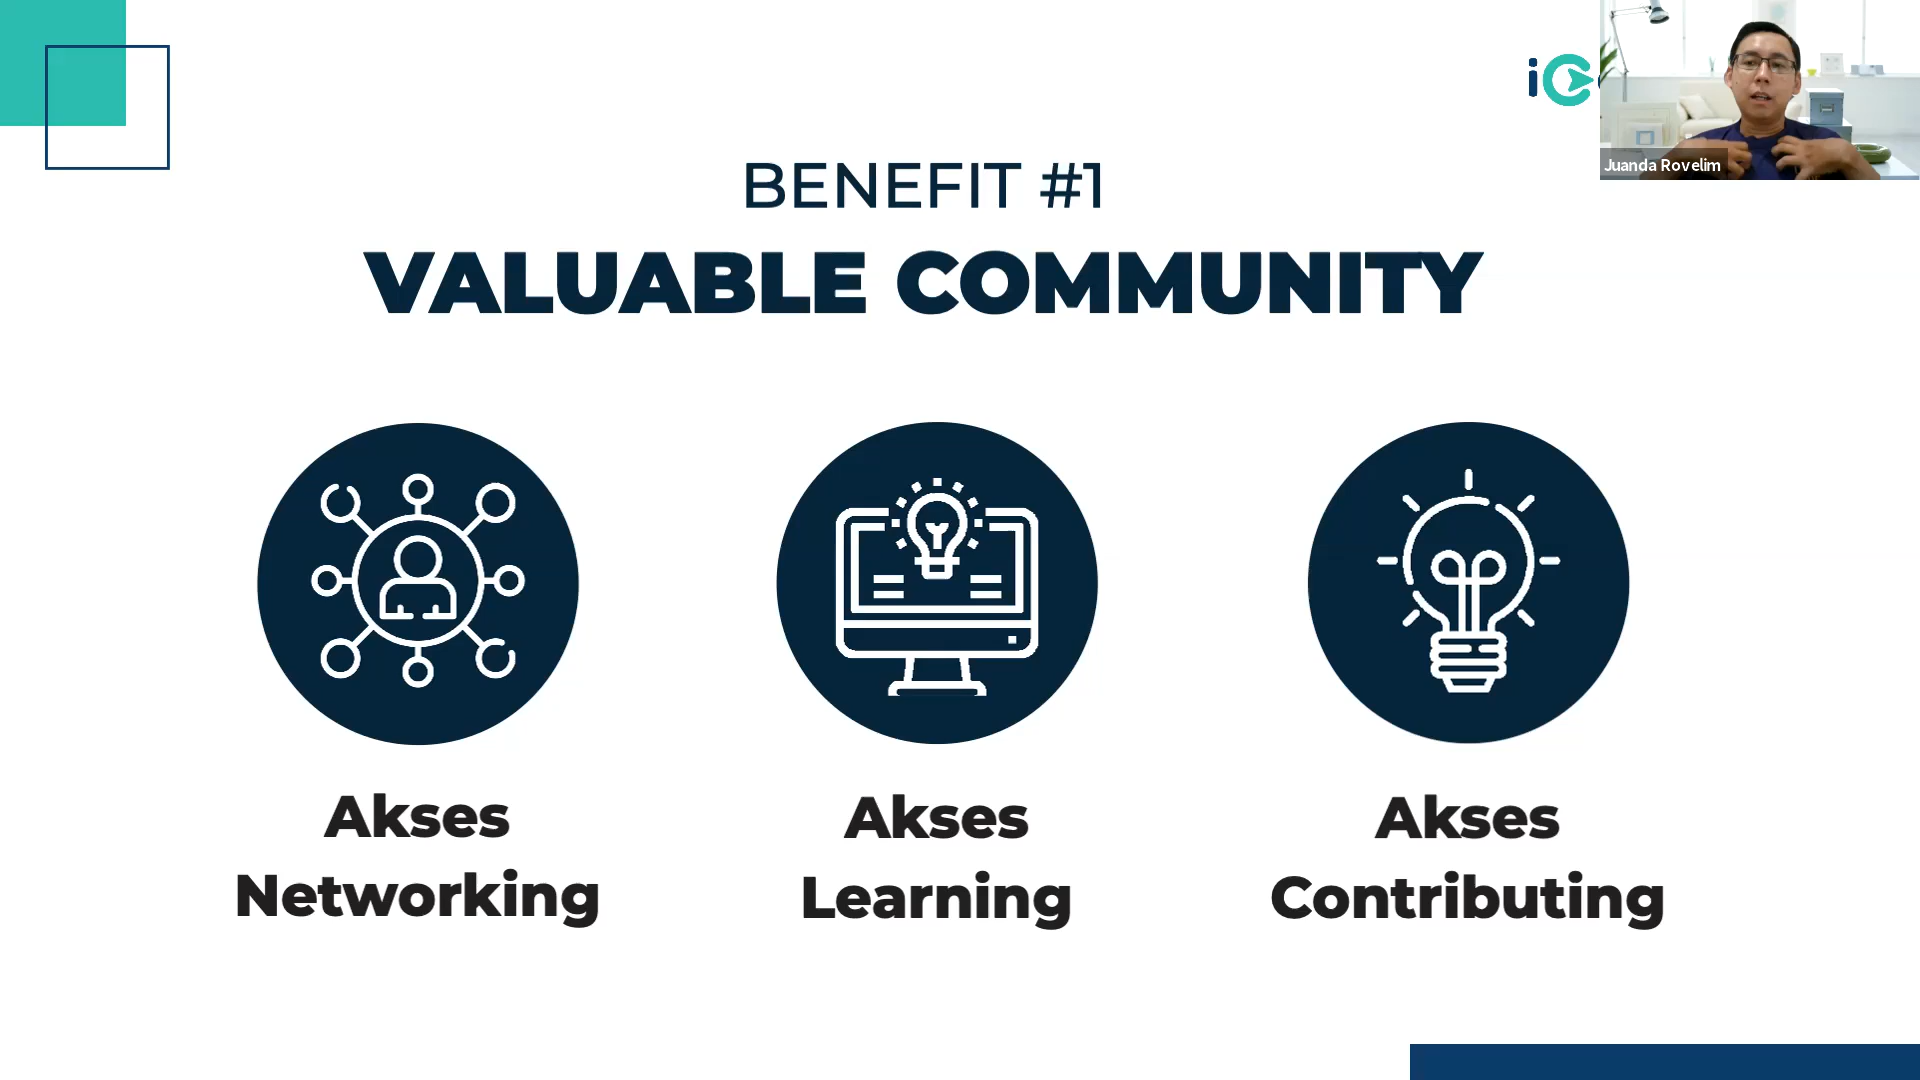 BENEFIT #1
VALUABLE COMMUNITY
Juanda Rovelim
Akses
Networking
Akses
Learning
Akses
Contributing